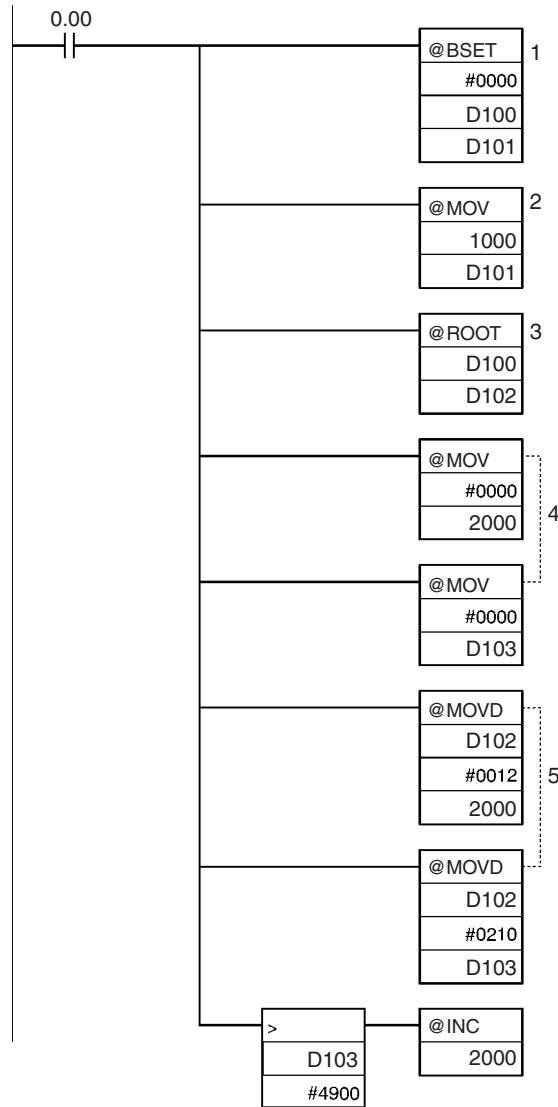 0.00
@BSET
1
#0000
D100
D101
@MOV
2
1000
D101
@ROOT
3
D100
D102
@MOV
#0000
2000
4
@MOV
#0000
D103
@MOVD
D102
#0012
2000
5
@MOVD
D102
#0210
D103
>
D103
#4900
@INC
2000